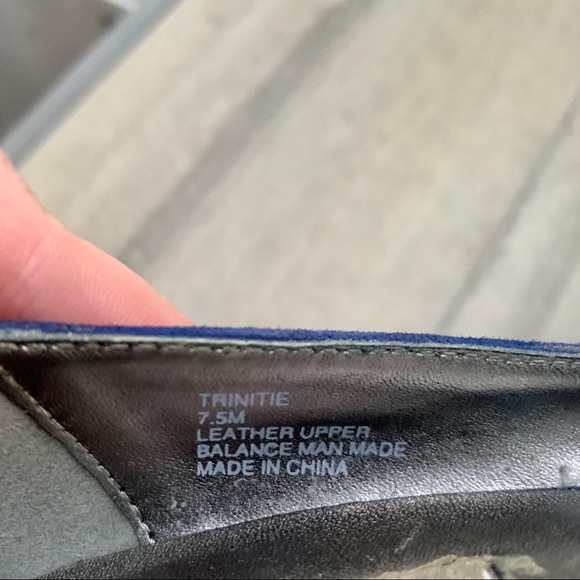 TRINITIE
7.5M
LEATHER UPPER
BALANCE MAN MADE
MADE IN CHINA